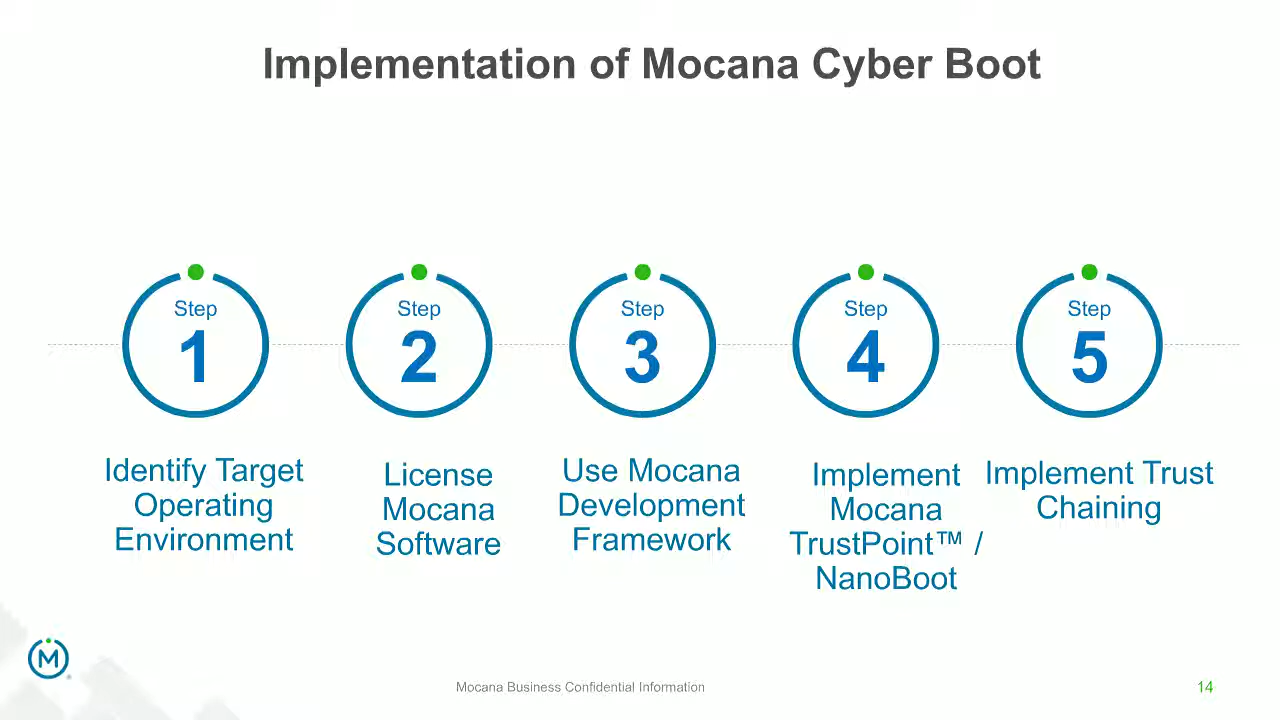 Implementation of Mocana Cyber Boot
Step
1
Step
2
Step
3
Step
4
Step
5
Identify Target
Operating
Environment
License
Mocana
Software
Use Mocana
Development
Framework
Implement
Mocana
TrustPoint™ /
NanoBoot
Implement Trust
Chaining
M
Mocana Business Confidential Information
14